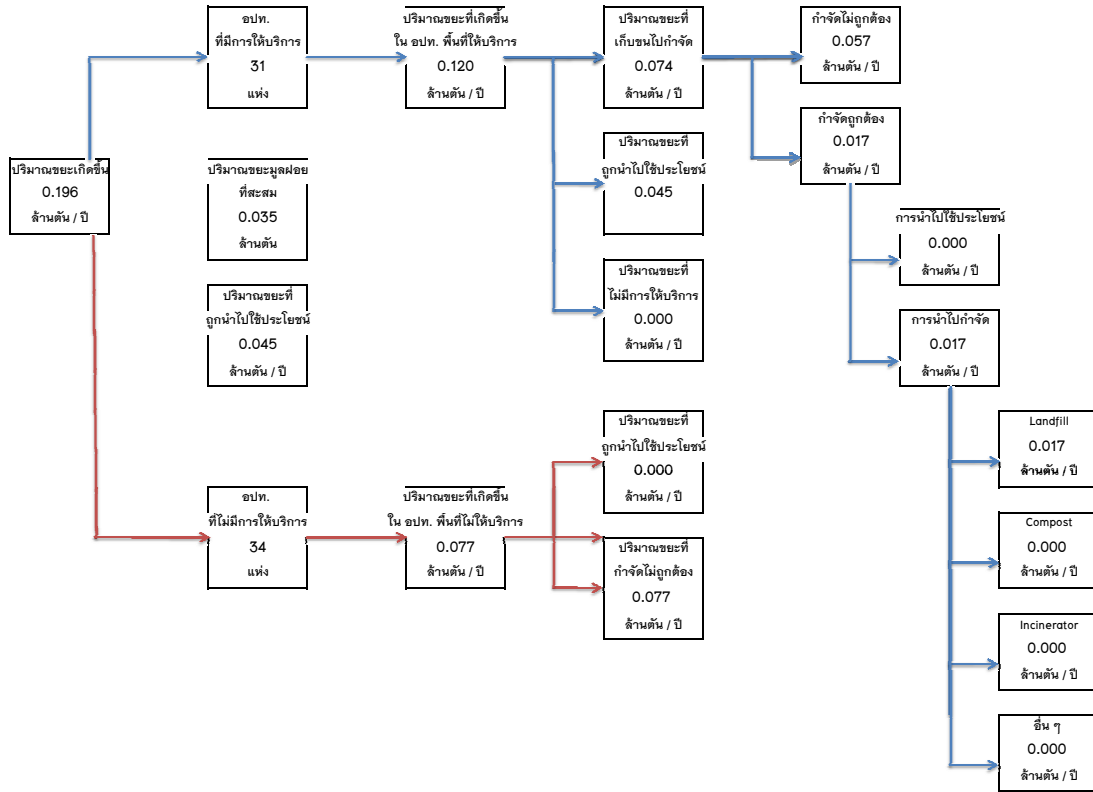 ปริมาณขยะเกิดขึ้น
0.196
ล้านตัน / ปี
อปท.
ที่มีการให้บริการ
31
แห่ง
ปริมาณขยะที่เกิดขึ้น
ใน อปท. พื้นที่ให้บริการ
0.120
ล้านตัน / ปี
ปริมาณขยะที่
เก็บขนไปกำจัด
0.074
ล้านตัน / ปี
กำจัดไม่ถูกต้อง
0.057
ล้านตัน / ปี
กำจัดถูกต้อง
0.017
ล้านตัน / ปี
ปริมาณขยะมูลฝอย
ที่สะสม
0.035
ล้านตัน
ปริมาณขยะที่
ถูกนำไปใช้ประโยชน์
0.045
ปริมาณขยะที่
ถูกนำไปใช้ประโยชน์
0.045
ล้านตัน / ปี
ปริมาณขยะที่
ไม่มีการให้บริการ
0.000
ล้านตัน / ปี
การนำไปใช้ประโยชน์
0.000
ล้านตัน / ปี
การนำไปกำจัด
0.017
ล้านตัน / ปี
อปท.
ที่ไม่มีการให้บริการ
34
แห่ง
ปริมาณขยะที่เกิดขึ้น
ใน อปท. พื้นที่ไม่ให้บริการ
0.077
ล้านตัน / ปี
ปริมาณขยะที่
ถูกนำไปใช้ประโยชน์
0.000
ล้านตัน / ปี
ปริมาณขยะที่
กำจัดไม่ถูกต้อง
0.077
ล้านตัน / ปี
Landfill
0.017
ล้านตัน / ปี
Compost
0.000
ล้านตัน / ปี
Incinerator
0.000
ล้านตัน / ปี
อื่น ๆ
0.000
ล้านตัน / ปี